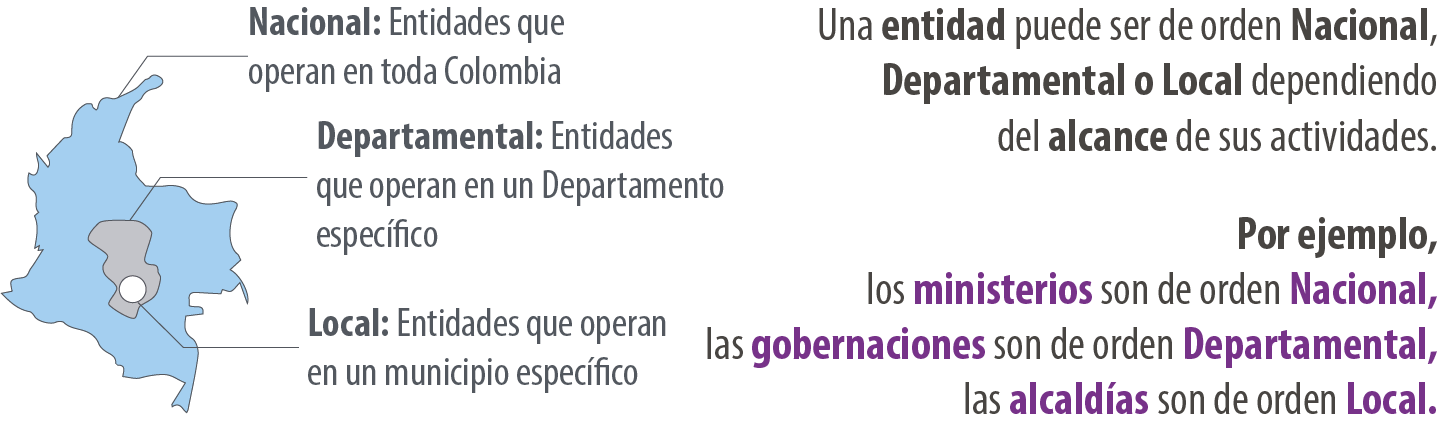 Nacional: Entidades que
operan en toda Colombia
Departamental: Entidades
que operan en un Departamento
específico
Local: Entidades que operan
en un municipio específico
Una entidad puede ser de orden Nacional,
Departamental o Local dependiendo
del alcance de sus actividades.
Por ejemplo,
los ministerios son de orden Nacional,
las gobernaciones son de orden Departamental,
las alcaldías son de orden Local.